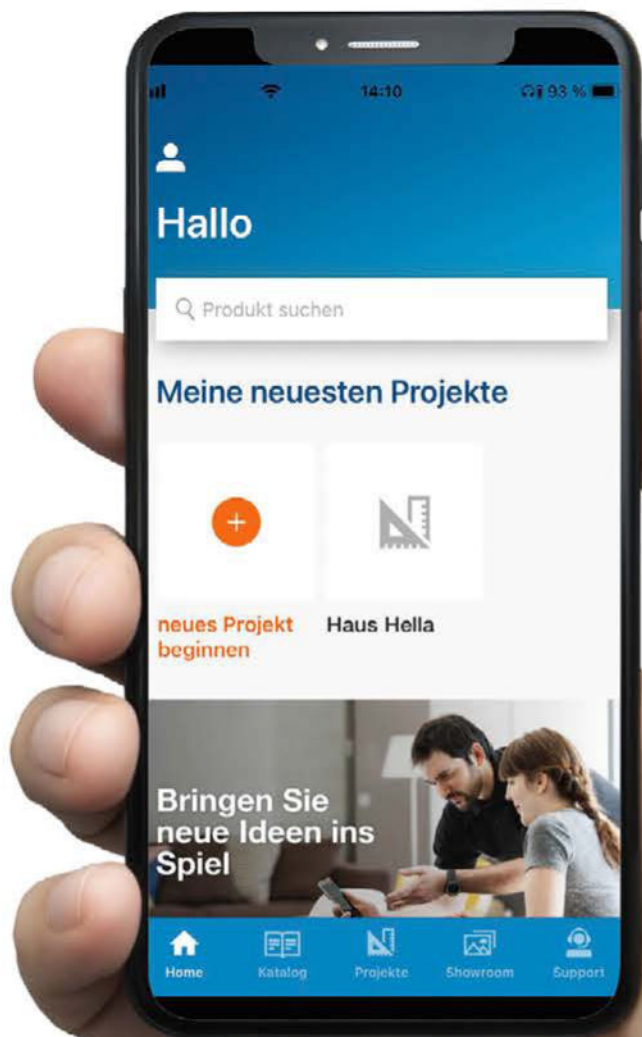 14:10
93 %
Hallo
Produkt suchen
Meine neuesten Projekte
neues Projekt
beginnen
Haus Hella
Bringen Sie
neue Ideen ins
Spiel
Home
Katalog
Projekte
Showroom
Support